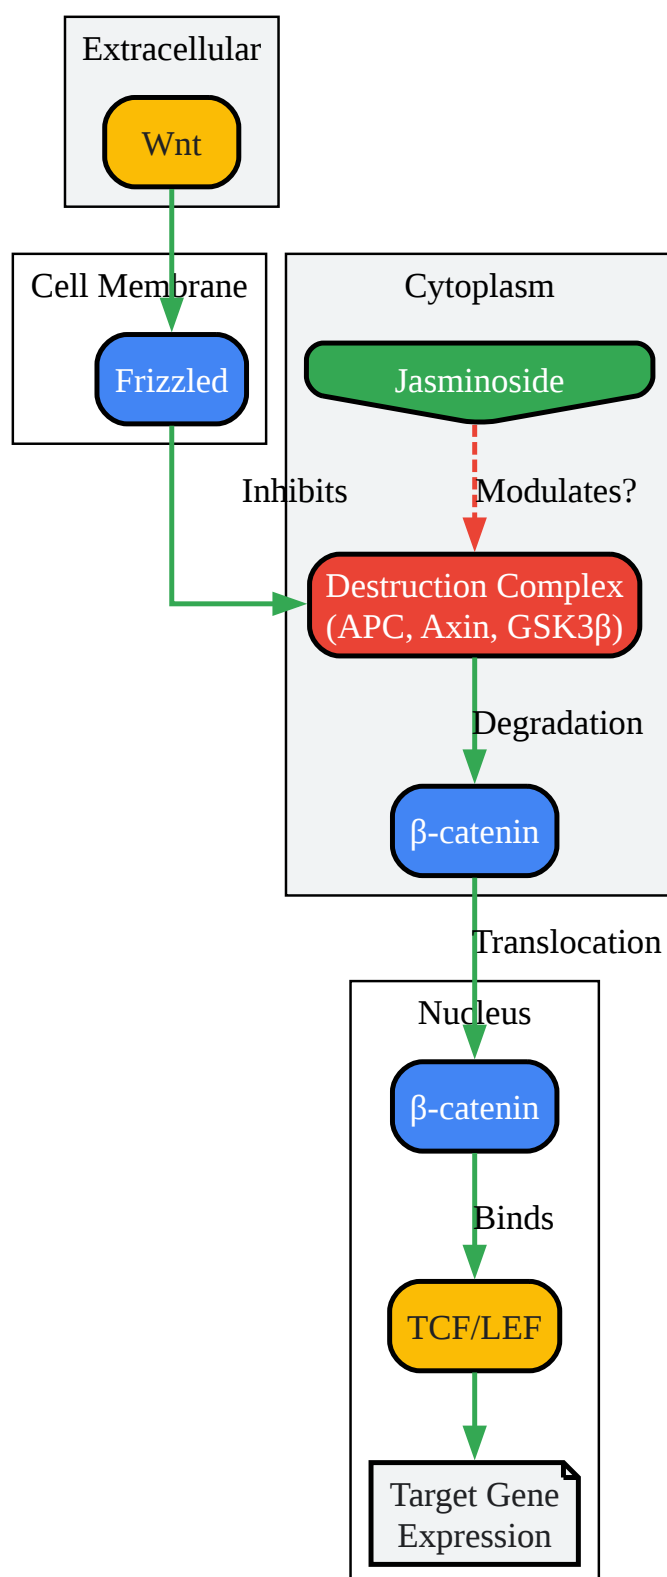 Extracellular
Wnt
Cell Membrane
Cytoplasm
Frizzled
Jasminoside
Inhibits
Modulates?
Destruction Complex
(APC, Axin, GSK3β)
Degradation
β-catenin
Translocation
Nucleus
β-catenin
Binds
TCF/LEF
Target Gene
Expression